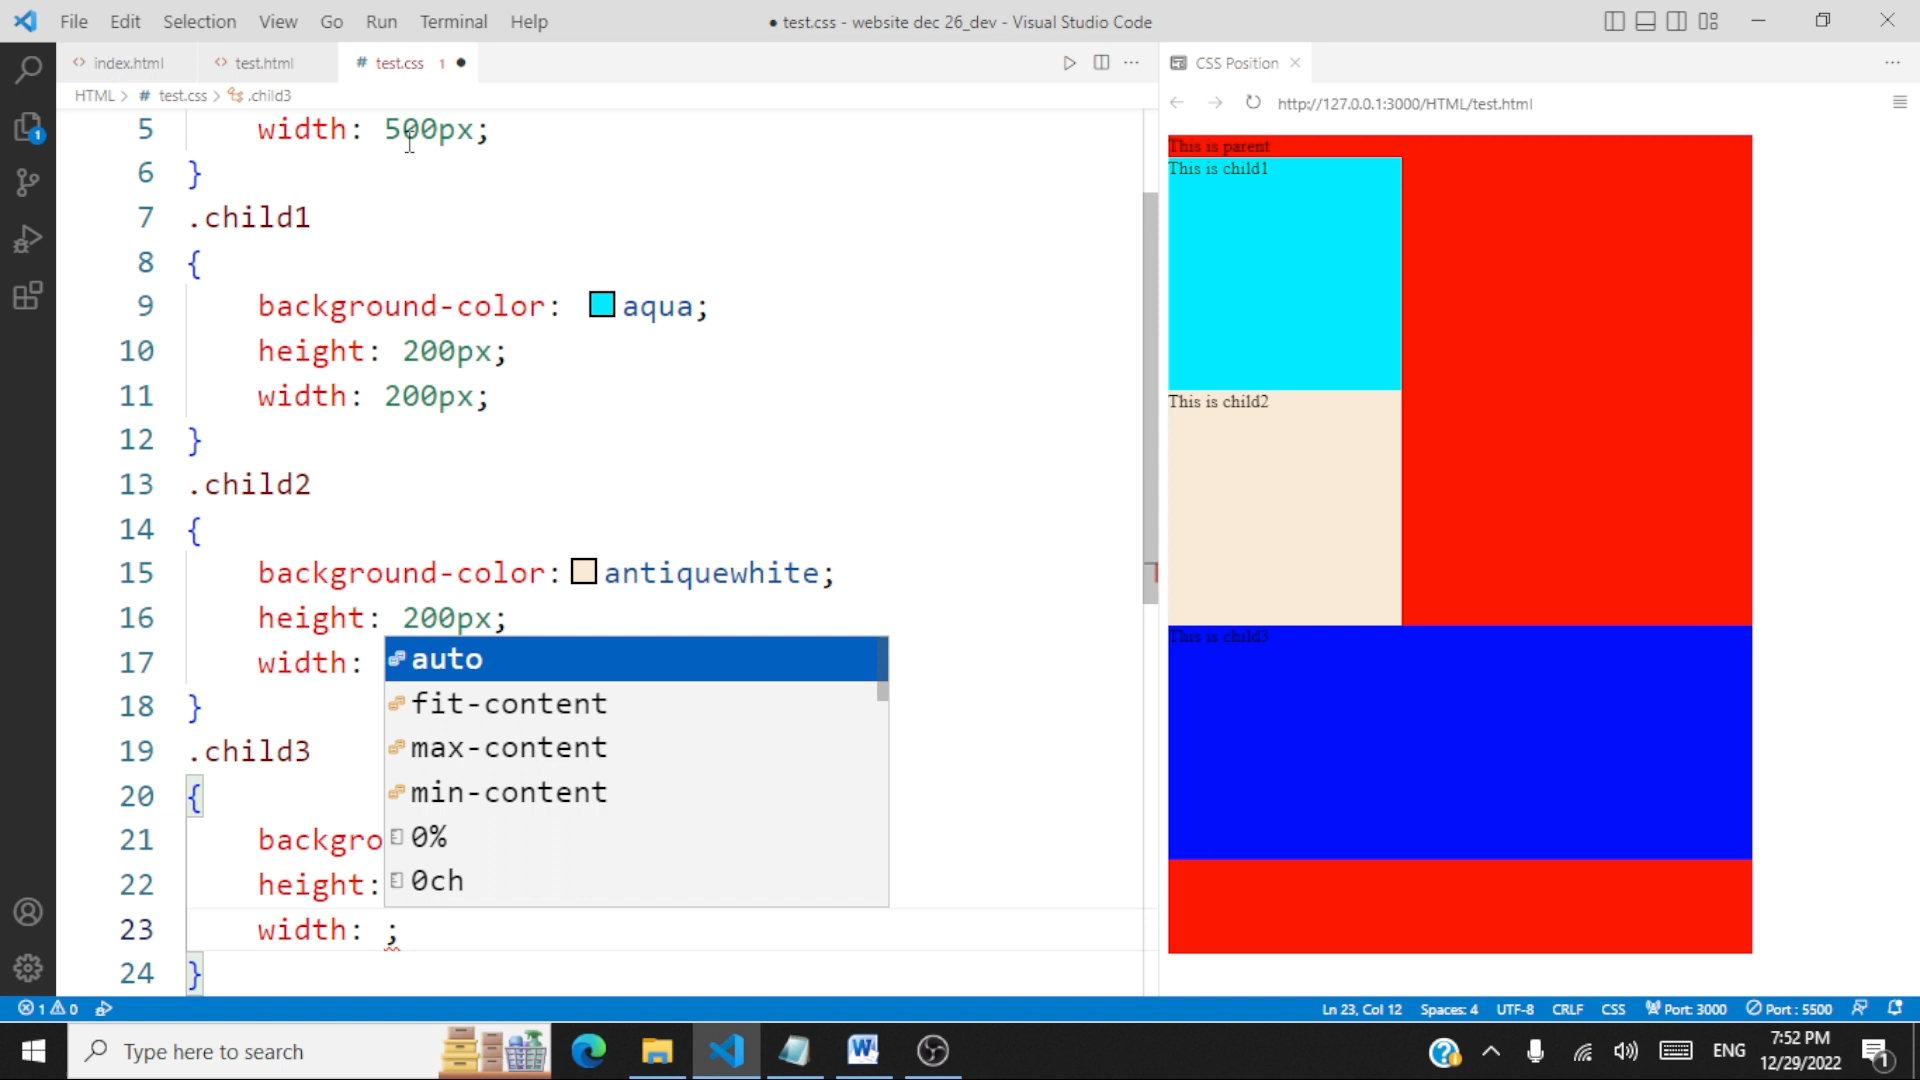 File Edit Selection View Go Run Terminal Help
● test.css - website dec 26_dev - Visual Studio Code
index.html
test.html
# test.css 1 ●
CSS Position
HTML > # test.css > .child3
http://127.0.0.1:3000/HTML/test.html
5 width: 500px;
6 }
7 .child1
8 {
9 background-color: aqua;
10 height: 200px;
11 width: 200px;
12 }
13 .child2
14 {
15 background-color: antiquewhite;
16 height: 200px;
17 width:
18 }
19 .child3
20 {
21 backgro
22 height:
23 width: ;
24 }
auto
fit-content
max-content
min-content
0%
0ch
This is parent
This is child1
This is child2
This is child3
1
1 0
Ln 23, Col 12 Spaces: 4 UTF-8 CRLF CSS Port: 3000 Port : 5500
Type here to search
ENG
7:52 PM
12/29/2022
1